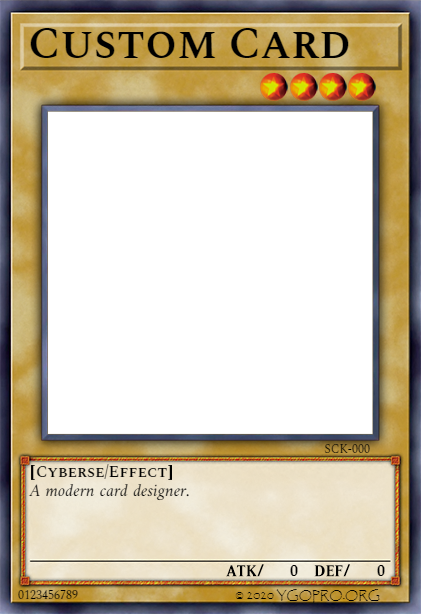 CUSTOM CARD
SCK-000
[CYBERSE/EFFECT]
A modern card designer.
ATK/ 0 DEF/ 0
0123456789 © 2020 YGOPRO.ORG